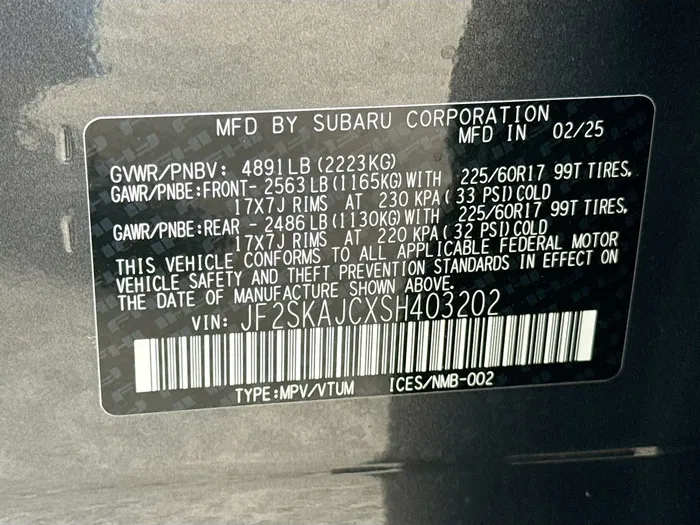 MFD BY SUBARU CORPORATION
MFD IN 02/25
GVWR/PNBV: 4891LB (2223KG)
GAWR/PNBE:FRONT- 2563LB (1165KG)WITH 225/60R17 99T TIRES,
17X7J RIMS AT 230 KPA (33 PSI)COLD
GAWR/PNBE:REAR - 2486LB (1130KG)WITH 225/60R17 99T TIRES,
17X7J RIMS AT 220 KPA (32 PSI)COLD
THIS VEHICLE CONFORMS TO ALL APPLICABLE FEDERAL MOTOR
VEHICLE SAFETY AND THEFT PREVENTION STANDARDS IN EFFECT ON
THE DATE OF MANUFACTURE SHOWN ABOVE.
VIN: JF2SKAJCXSH403202
TYPE:MPV/VTUM ICES/NMB-002